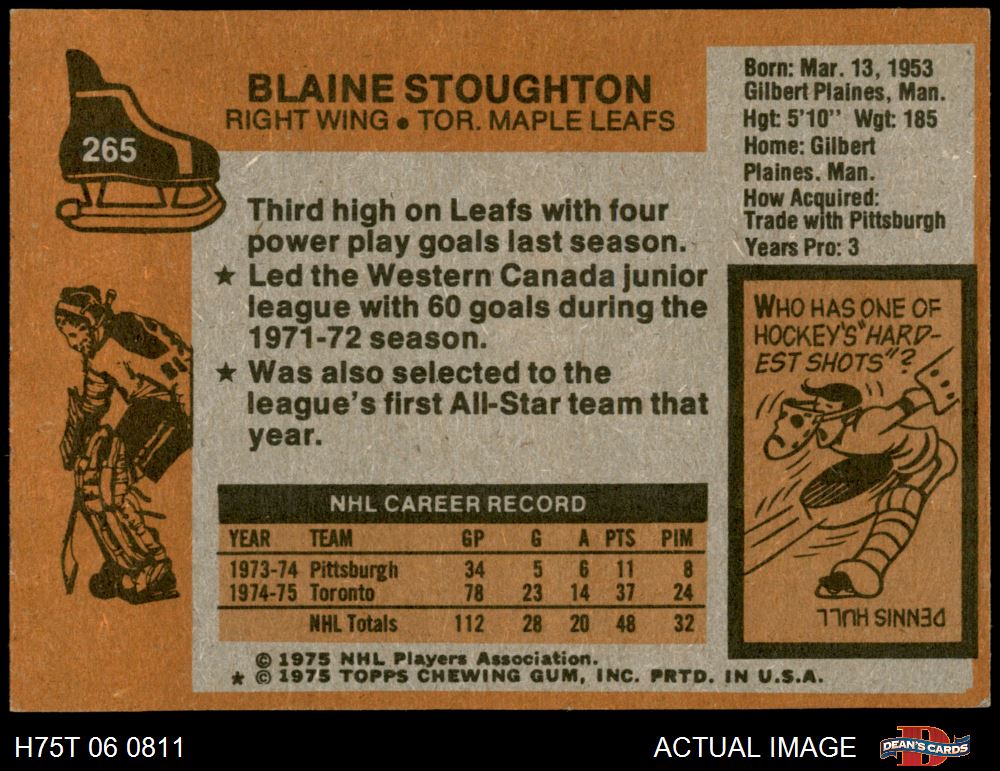 265
BLAINE STOUGHTON
RIGHT WING • TOR. MAPLE LEAFS
Born: Mar. 13, 1953
Gilbert Plaines, Man.
Hgt: 5'10'' Wgt: 185
Home: Gilbert
Plaines. Man.
How Acquired:
Trade with Pittsburgh
Years Pro: 3
Third high on Leafs with four
power play goals last season.
★ Led the Western Canada junior
league with 60 goals during the
1971-72 season.
★ Was also selected to the
league's first All-Star team that
year.
WHO HAS ONE OF
HOCKEY'S "HARD-
EST SHOTS"?
DENNIS HULL
NHL CAREER RECORD
YEAR TEAM GP G A PTS PIM
1973-74 Pittsburgh 34 5 6 11 8
1974-75 Toronto 78 23 14 37 24
NHL Totals 112 28 20 48 32
© 1975 NHL Players Association.
★ © 1975 TOPPS CHEWING GUM, INC. PRTD. IN U.S.A.
H75T 06 0811
ACTUAL IMAGE
DEAN'S CARDS